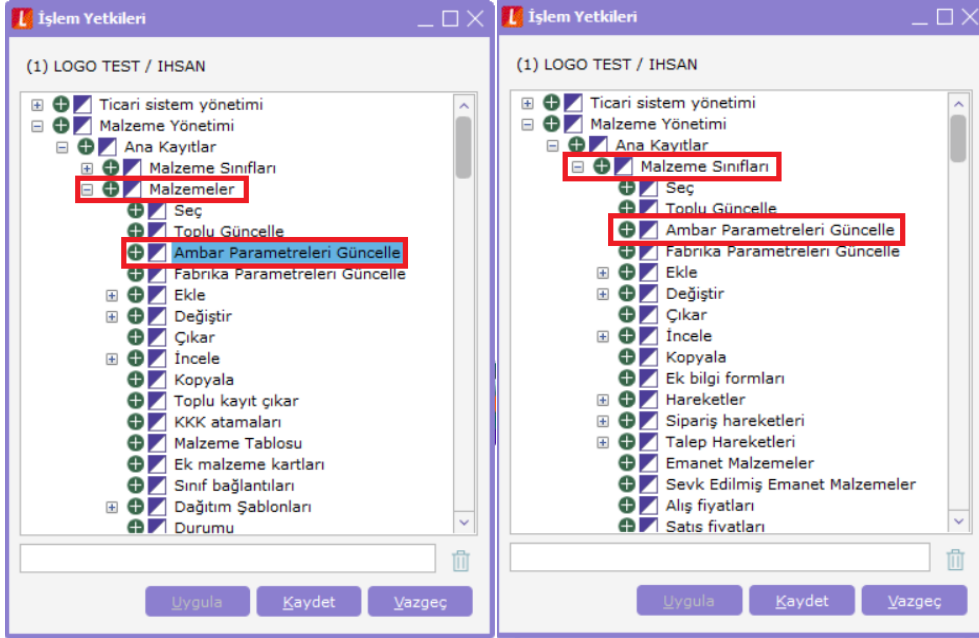 İşlem Yetkileri
(1) LOGO TEST / IHSAN
Ticari sistem yönetimi
Malzeme Yönetimi
Ana Kayıtlar
Malzeme Sınıfları
Malzemeler
Seç
Toplu Güncelle
Ambar Parametreleri Güncelle
Fabrika Parametreleri Güncelle
Ekle
Değiştir
Çıkar
İncele
Kopyala
Toplu kayıt çıkar
KKK atamaları
Malzeme Tablosu
Ek malzeme kartları
Sınıf bağlantıları
Dağıtım Şablonları
Durumu
Uygula Kaydet Vazgeç
İşlem Yetkileri
(1) LOGO TEST / IHSAN
Ticari sistem yönetimi
Malzeme Yönetimi
Ana Kayıtlar
Malzeme Sınıfları
Seç
Toplu Güncelle
Ambar Parametreleri Güncelle
Fabrika Parametreleri Güncelle
Ekle
Değiştir
Çıkar
İncele
Kopyala
Ek bilgi formları
Hareketler
Sipariş hareketleri
Talep Hareketleri
Emanet Malzemeler
Sevk Edilmiş Emanet Malzemeler
Alış fiyatları
Satış fiyatları
Uygula Kaydet Vazgeç